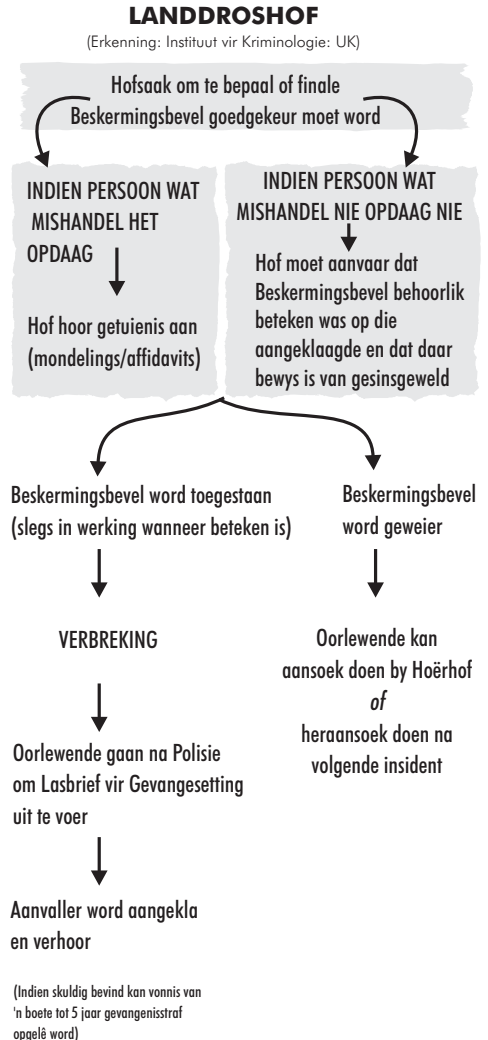 LANDDROSHOF
(Erkenning: Instituut vir Kriminologie: UK)
Hofsaak om te bepaal of finale
Beskermingsbevel goedgekeur moet word
INDIEN PERSOON WAT
MISHANDEL HET
OPDAAG
Hof hoor getuienis aan
(mondelings/affidavits)
INDIEN PERSOON WAT
MISHANDEL NIE OPDAAG NIE
Hof moet aanvaar dat
Beskermingsbevel behoorlik
beteken was op die
aangeklaagde en dat daar
bewys is van gesinsgeweld
Beskermingsbevel word toegestaan
(slegs in werking wanneer beteken is)
VERBREKING
Oorlewende gaan na Polisie
om Lasbrief vir Gevangesetting
uit te voer
Aanvaller word aangekla
en verhoor
(Indien skuldig bevind kan vonnis van
'n boete tot 5 jaar gevangenisstraf
opgelê word)
Beskermingsbevel
word geweier
Oorlewende kan
aansoek doen by Hoërhof
of
heraansoek doen na
volgende insident